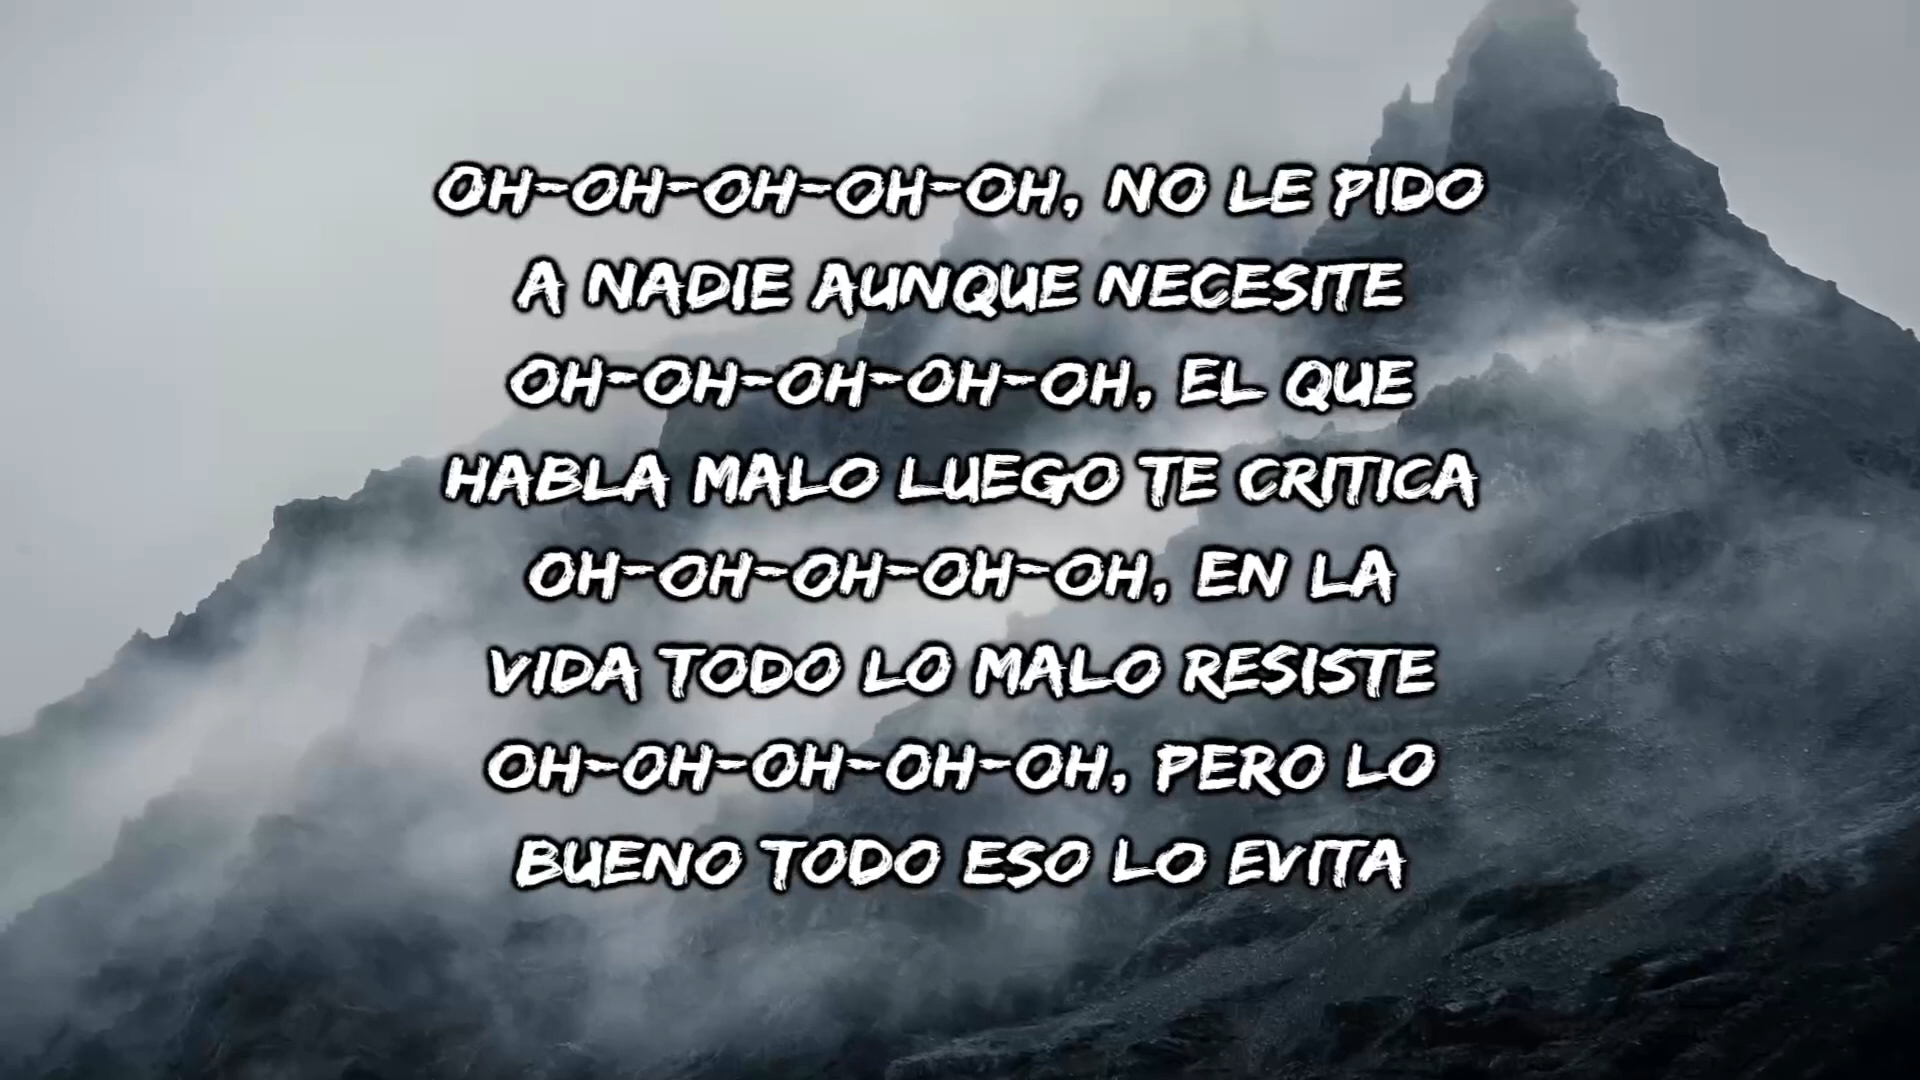 OH-OH-OH-OH-OH, NO LE PIDO
A NADIE AUNQUE NECESITE
OH-OH-OH-OH-OH, EL QUE
HABLA MALO LUEGO TE CRITICA
OH-OH-OH-OH-OH, EN LA
VIDA TODO LO MALO RESISTE
OH-OH-OH-OH-OH, PERO LO
BUENO TODO ESO LO EVITA